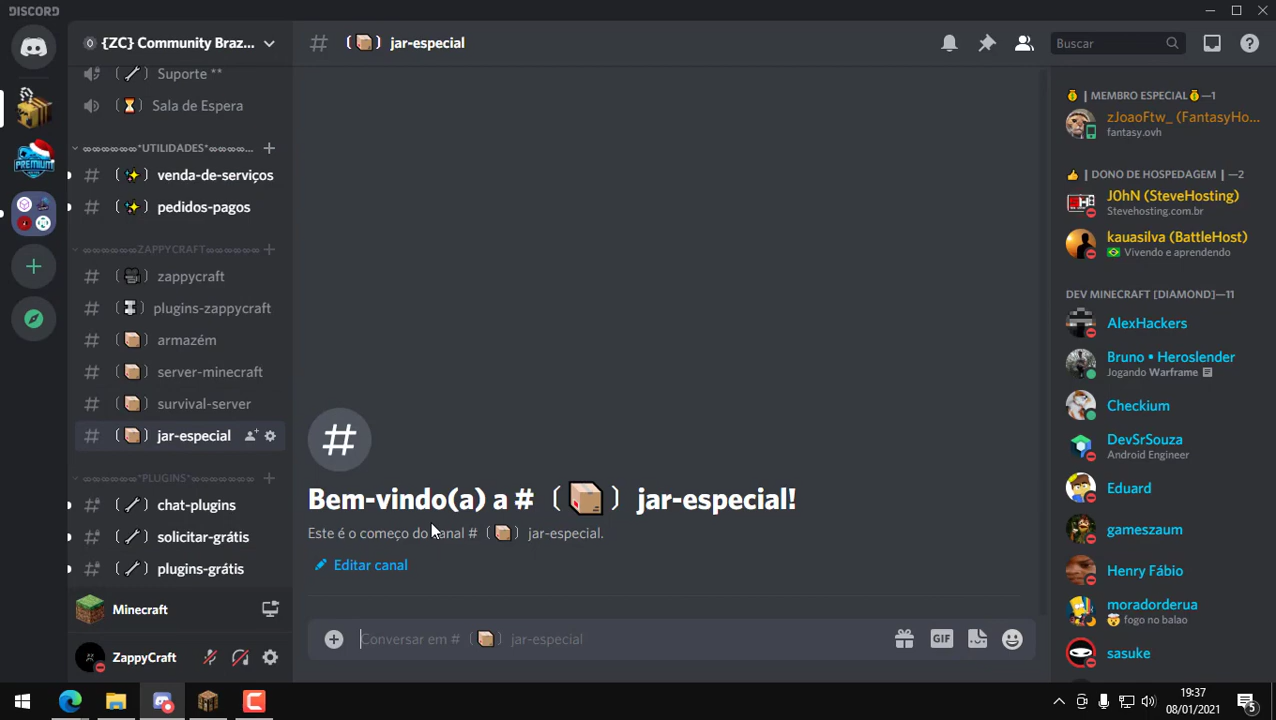 DISCORD
{ZC} Community Braz...
Suporte **
Sala de Espera
∞∞∞∞∞∞*UTILIDADES*∞∞∞∞...
# venda-de-serviços
# pedidos-pagos
∞∞∞∞∞∞ZAPPYCRAFT∞∞∞∞∞∞
# zappycraft
# plugins-zappycraft
# armazém
# server-minecraft
# survival-server
# jar-especial
∞∞∞∞∞∞*PLUGINS*∞∞∞∞∞∞
# chat-plugins
# solicitar-grátis
# plugins-grátis
Minecraft
ZappyCraft
# (📦) jar-especial
Buscar
Bem-vindo(a) a # (📦) jar-especial!
Este é o começo do canal # (📦) jar-especial.
Editar canal
Conversar em # (📦) jar-especial
GIF
| MEMBRO ESPECIAL —1
zJoaoFtw_ (FantasyHo...
fantasy.ovh
| DONO DE HOSPEDAGEM | —2
J0hN (SteveHosting)
Stevehosting.com.br
kauasilva (BattleHost)
Vivendo e aprendendo
DEV MINECRAFT [DIAMOND]—11
AlexHackers
Bruno • Heroslender
Jogando Warframe
Checkium
DevSrSouza
Android Engineer
Eduard
gameszaum
Henry Fábio
moradorderua
fogo no balao
sasuke
PREMIUM
19:37
08/01/2021
5